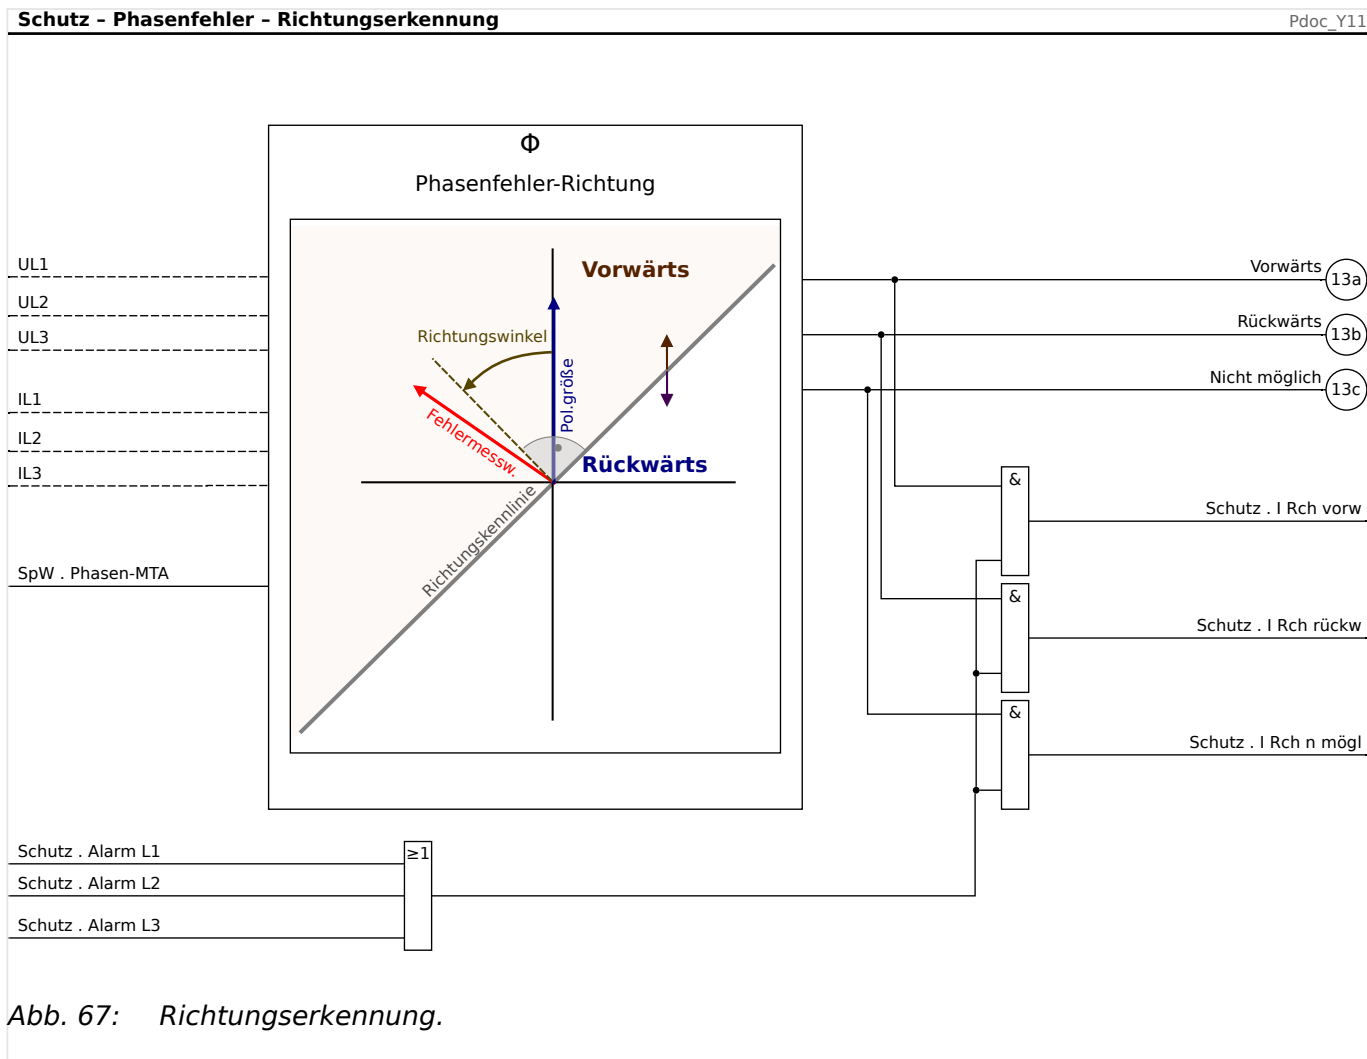 Schutz – Phasenfehler – Richtungserkennung
Pdoc_Y11
Φ
Phasenfehler-Richtung
UL1
UL2
UL3
IL1
IL2
IL3
SpW . Phasen-MTA
Vorwärts
Richtungswinkel
Pol.größe
Fehlermessw.
Rückwärts
Richtungskennlinie
Vorwärts
13a
Rückwärts
13b
Nicht möglich
13c
&
Schutz . I Rch vorw
&
Schutz . I Rch rückw
&
Schutz . I Rch n mögl
Schutz . Alarm L1
≥1
Schutz . Alarm L2
Schutz . Alarm L3
Abb. 67: Richtungserkennung.